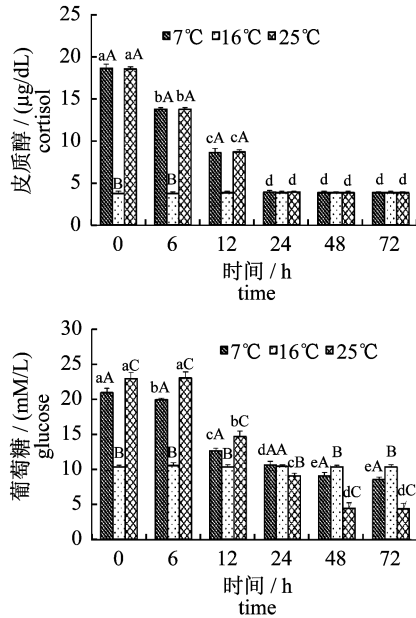 25
7℃ 16℃ 25℃
20
aA aA
15
bA bA
10
cA cA
5
B B B d d d d d d
0
0 6 12 24 48 72
皮质醇 / (μg/dL)
cortisol
时间 / h
time
30
7℃ 16℃ 25℃
25
aA aC bA aC
20
15
cA bC
10
B B B dAA cB eA B eA B
5
dC dC
0
0 6 12 24 48 72
葡萄糖 / (mM/L)
glucose
时间 / h
time